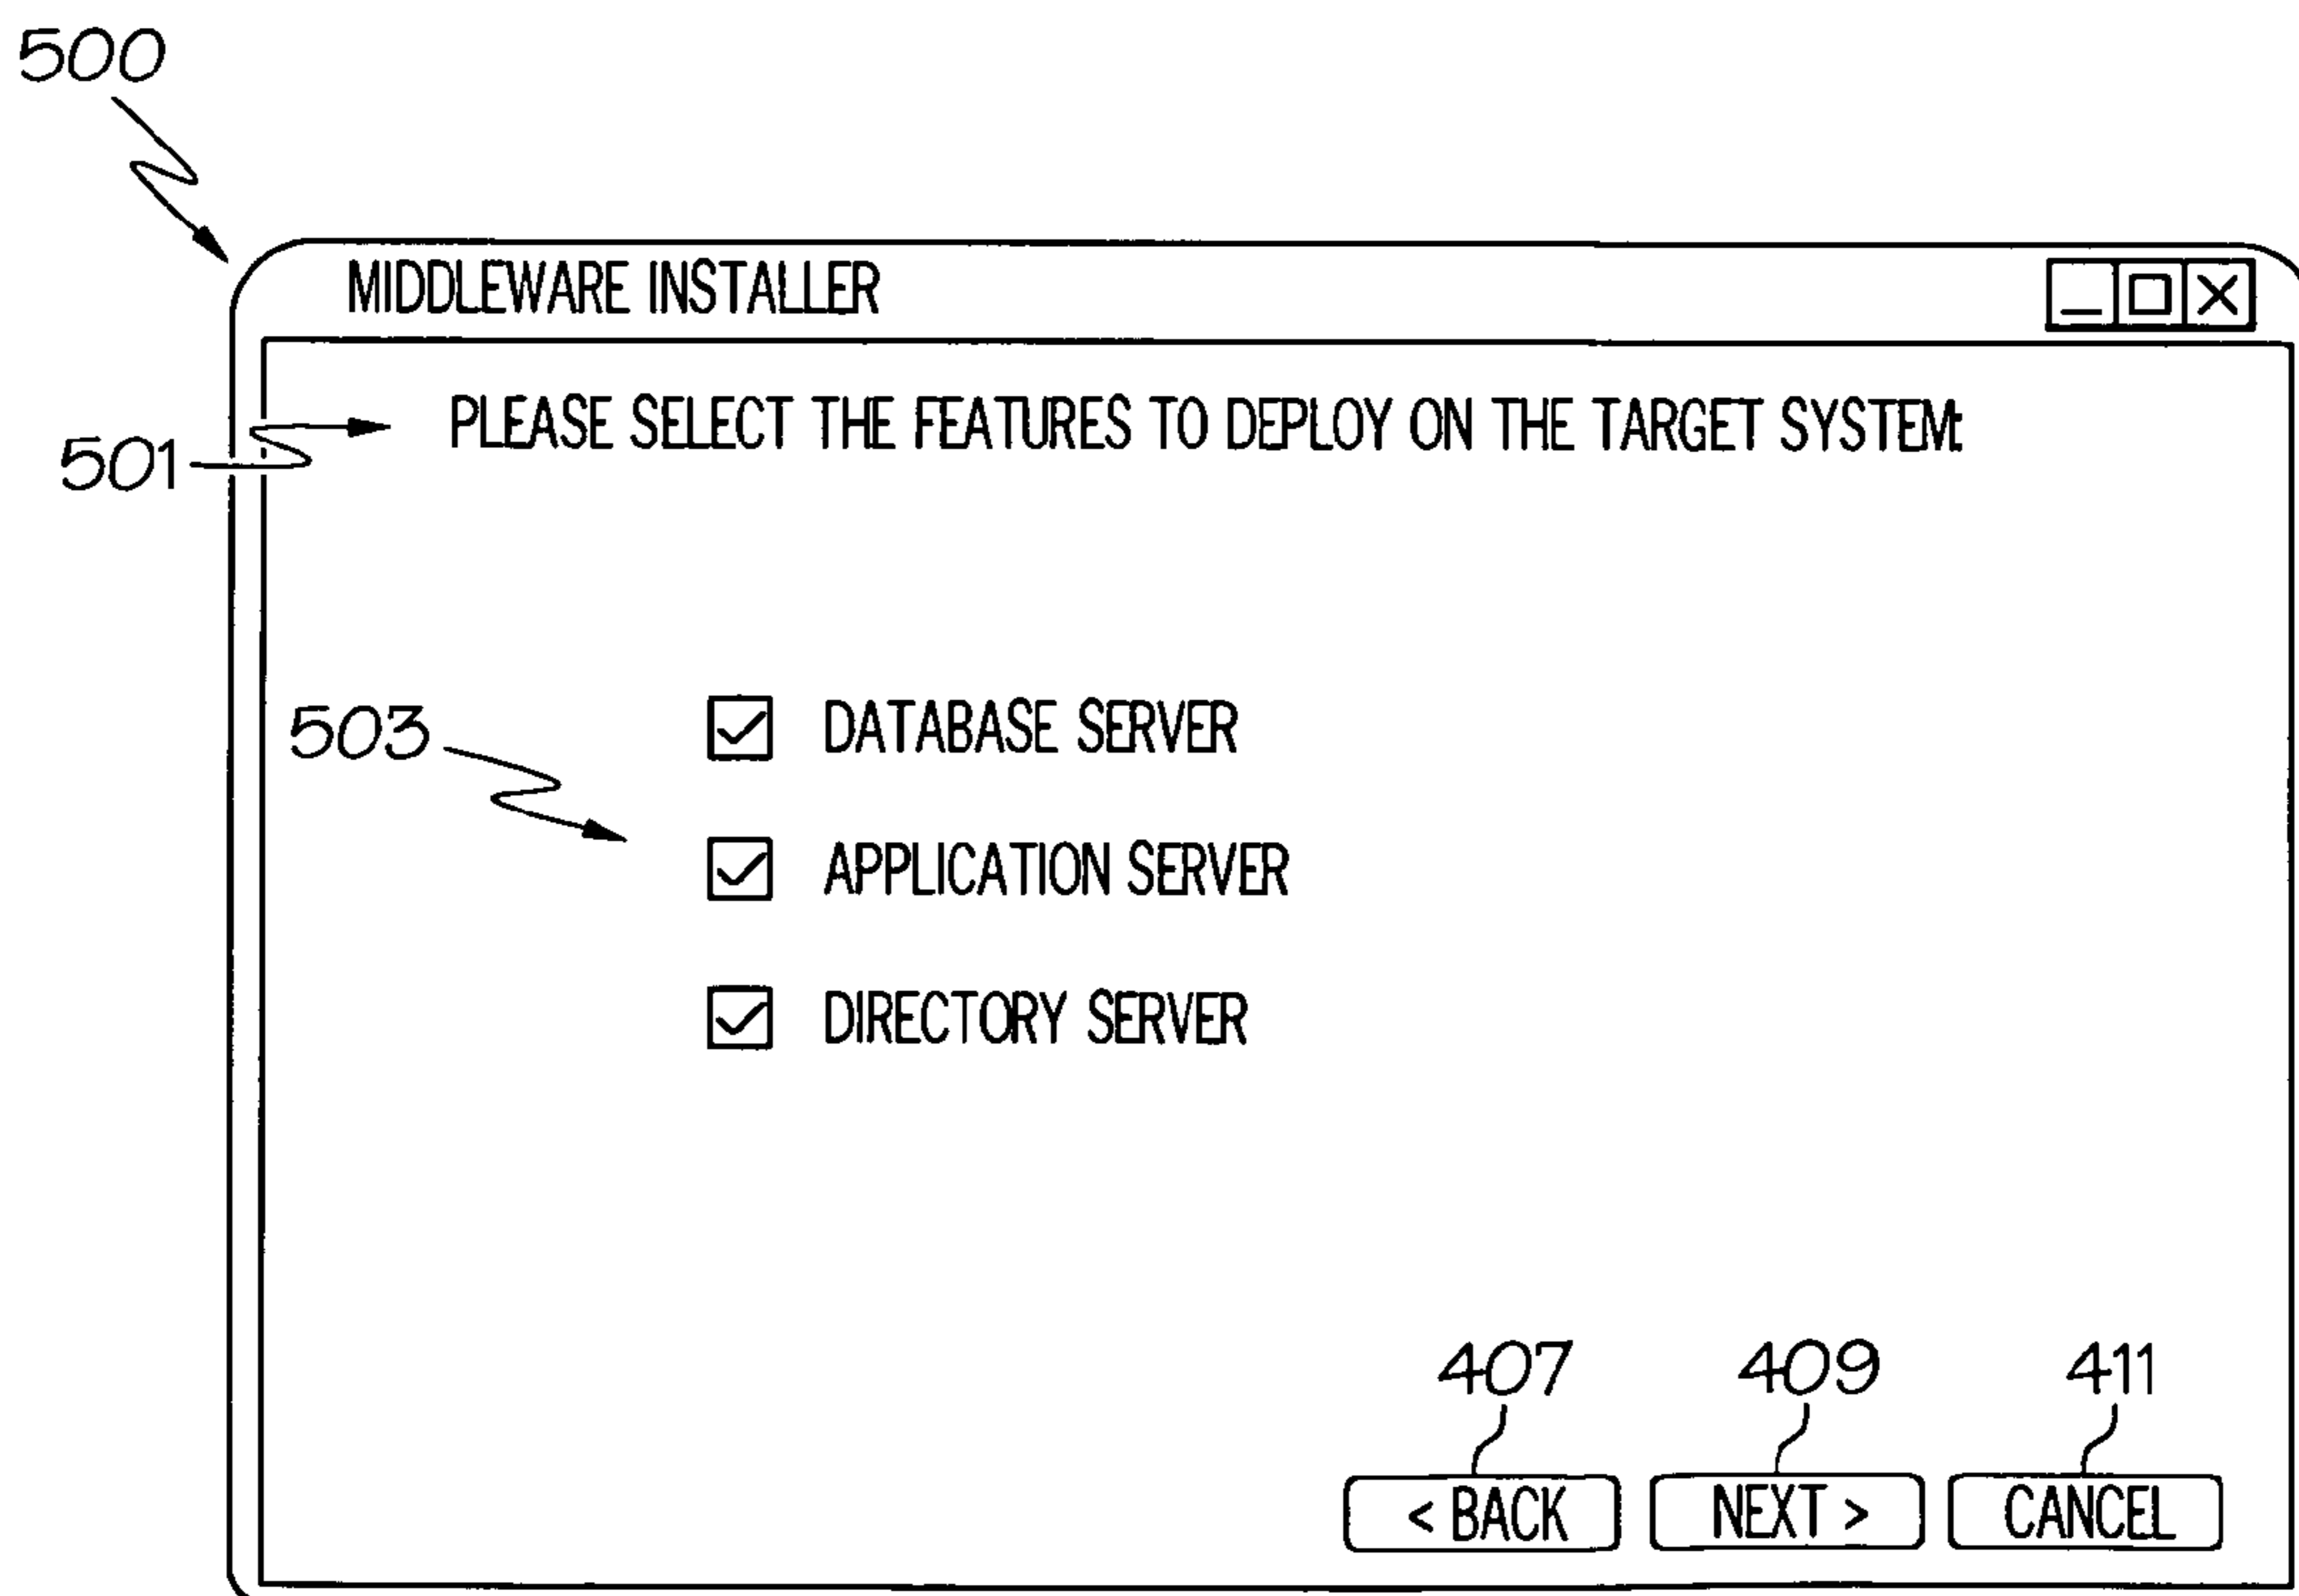 500
MIDDLEWARE INSTALLER
501
PLEASE SELECT THE FEATURES TO DEPLOY ON THE TARGET SYSTEM:
503
DATABASE SERVER
APPLICATION SERVER
DIRECTORY SERVER
407 409 411
< BACK NEXT > CANCEL